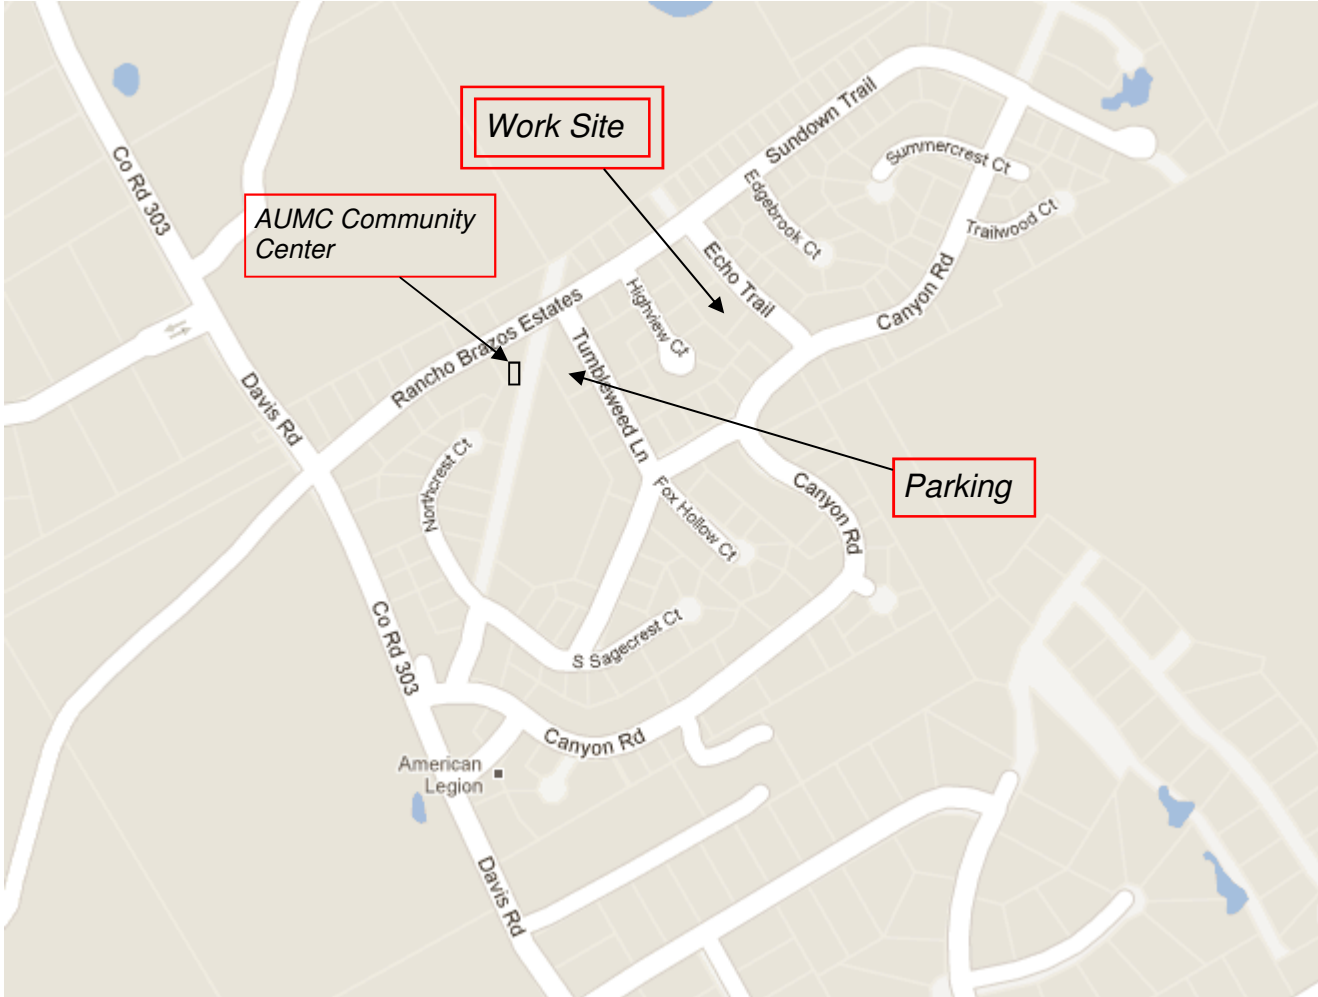 Sundown Trail
Work Site
Summercrest Ct
Co Rd 303
Edgebrook Ct
AUMC Community
Center
Trailwood Ct
Echo Trail
Canyon Rd
Highview Ct
Rancho Brazos Estates
Tumbleweed Ln
Davis Rd
Parking
Northcrest Ct
Fox Hollow Ct
Canyon Rd
Co Rd 303
S Sagecrest Ct
Canyon Rd
American
Legion
Davis Rd